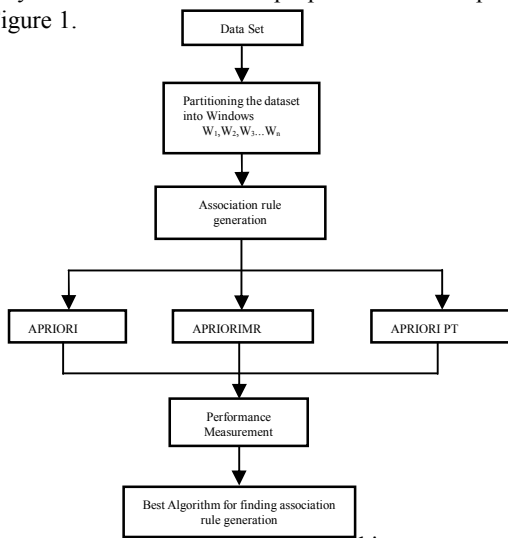 igure 1.
Data Set
Partitioning the dataset
into Windows
W₁,W₂,W₃...Wₙ
Association rule
generation
APRIORI
APRIORIMR
APRIORI PT
Performance
Measurement
Best Algorithm for finding association
rule generation